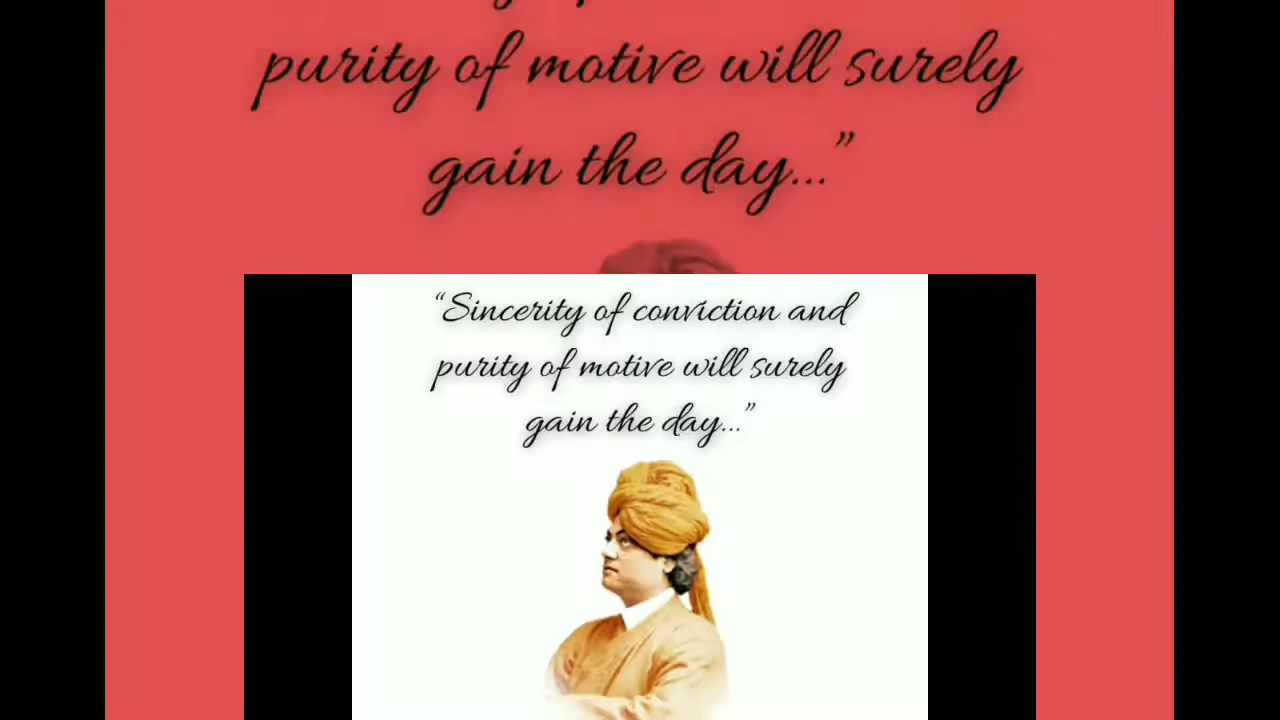 purity of motive will surely
gain the day...”
“Sincerity of conviction and
purity of motive will surely
gain the day...”